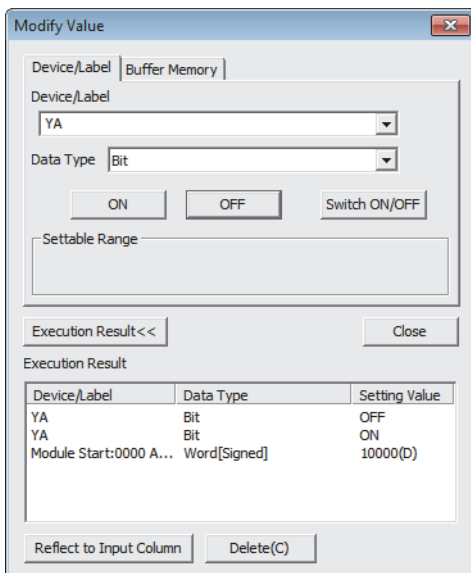 Modify Value
Device/Label Buffer Memory
Device/Label
YA
Data Type Bit
ON OFF Switch ON/OFF
Settable Range
Execution Result<< Close
Execution Result
Device/Label Data Type Setting Value
YA Bit OFF
YA Bit ON
Module Start:0000 A... Word[Signed] 10000(D)
Reflect to Input Column Delete(C)